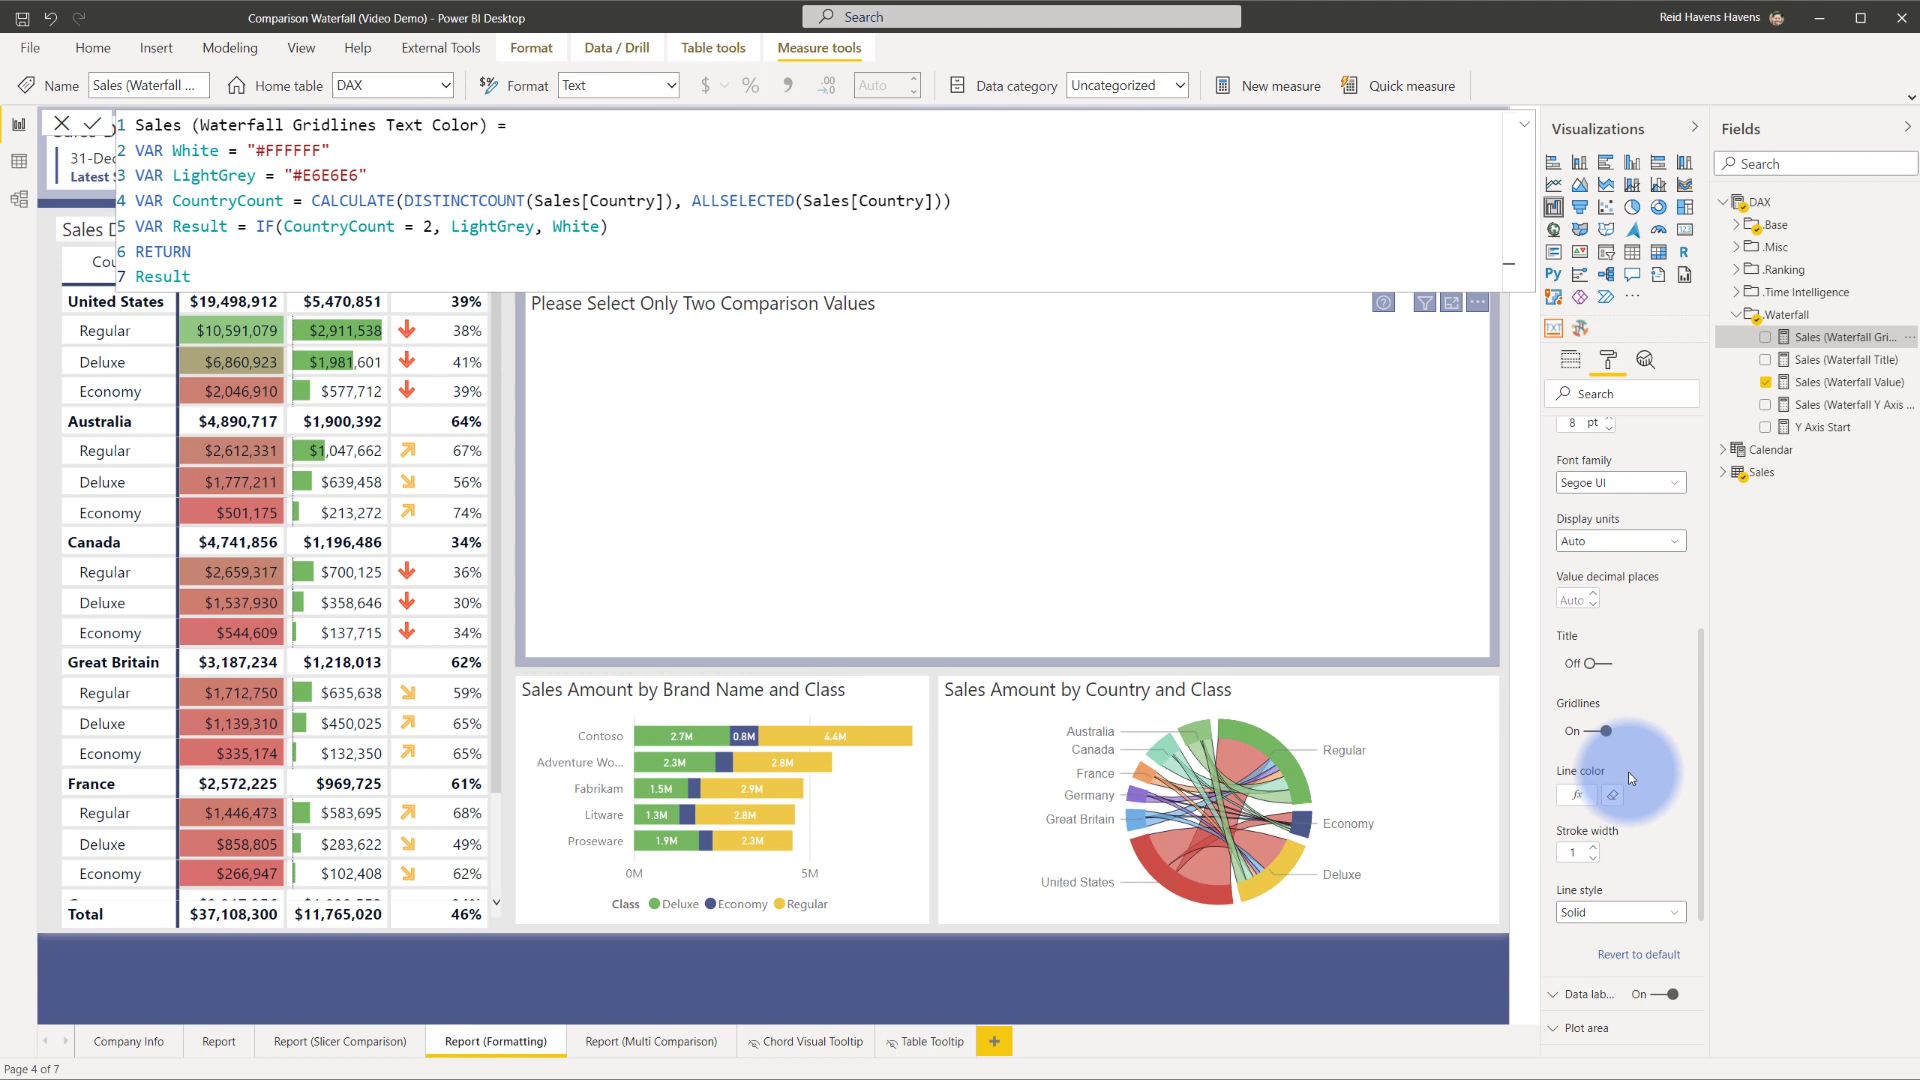 Comparison Waterfall (Video Demo) - Power BI Desktop
Search
Reid Havens Havens
File Home Insert Modeling View Help External Tools Format Data / Drill Table tools Measure tools
Name Sales (Waterfall ... Home table DAX Format Text $ % Auto Data category Uncategorized New measure Quick measure
1 Sales (Waterfall Gridlines Text Color) =
2 VAR White = "#FFFFFF"
3 VAR LightGrey = "#E6E6E6"
4 VAR CountryCount = CALCULATE(DISTINCTCOUNT(Sales[Country]), ALLSELECTED(Sales[Country]))
5 VAR Result = IF(CountryCount = 2, LightGrey, White)
6 RETURN
7 Result
31-Dec
Latest
Sales D
Cou
United States $19,498,912 $5,470,851 39%
Regular $10,591,079 $2,911,538 38%
Deluxe $6,860,923 $1,981,601 41%
Economy $2,046,910 $577,712 39%
Australia $4,890,717 $1,900,392 64%
Regular $2,612,331 $1,047,662 67%
Deluxe $1,777,211 $639,458 56%
Economy $501,175 $213,272 74%
Canada $4,741,856 $1,196,486 34%
Regular $2,659,317 $700,125 36%
Deluxe $1,537,930 $358,646 30%
Economy $544,609 $137,715 34%
Great Britain $3,187,234 $1,218,013 62%
Regular $1,712,750 $635,638 59%
Deluxe $1,139,310 $450,025 65%
Economy $335,174 $132,350 65%
France $2,572,225 $969,725 61%
Regular $1,446,473 $583,695 68%
Deluxe $858,805 $283,622 49%
Economy $266,947 $102,408 62%
Total $37,108,300 $11,765,020 46%
Please Select Only Two Comparison Values
Sales Amount by Brand Name and Class
Contoso 2.7M 0.8M 4.4M
Adventure Wo... 2.3M 2.8M
Fabrikam 1.5M 2.9M
Litware 1.3M 2.8M
Proseware 1.9M 2.3M
0M 5M
Class Deluxe Economy Regular
Sales Amount by Country and Class
Australia
Canada
France
Germany
Great Britain
United States
Regular
Economy
Deluxe
Visualizations
R
Py
TXT
Search
8 pt
Font family
Segoe UI
Display units
Auto
Value decimal places
Auto
Title
Off
Gridlines
On
Line color
fx
Stroke width
1
Line style
Solid
Revert to default
Data lab... On
Plot area
Fields
Search
DAX
.Base
.Misc
.Ranking
.Time Intelligence
.Waterfall
Sales (Waterfall Gri... ...
Sales (Waterfall Title)
Sales (Waterfall Value)
Sales (Waterfall Y Axis ...
Y Axis Start
Calendar
Sales
Company Info Report Report (Slicer Comparison) Report (Formatting) Report (Multi Comparison) Chord Visual Tooltip Table Tooltip +
Page 4 of 7